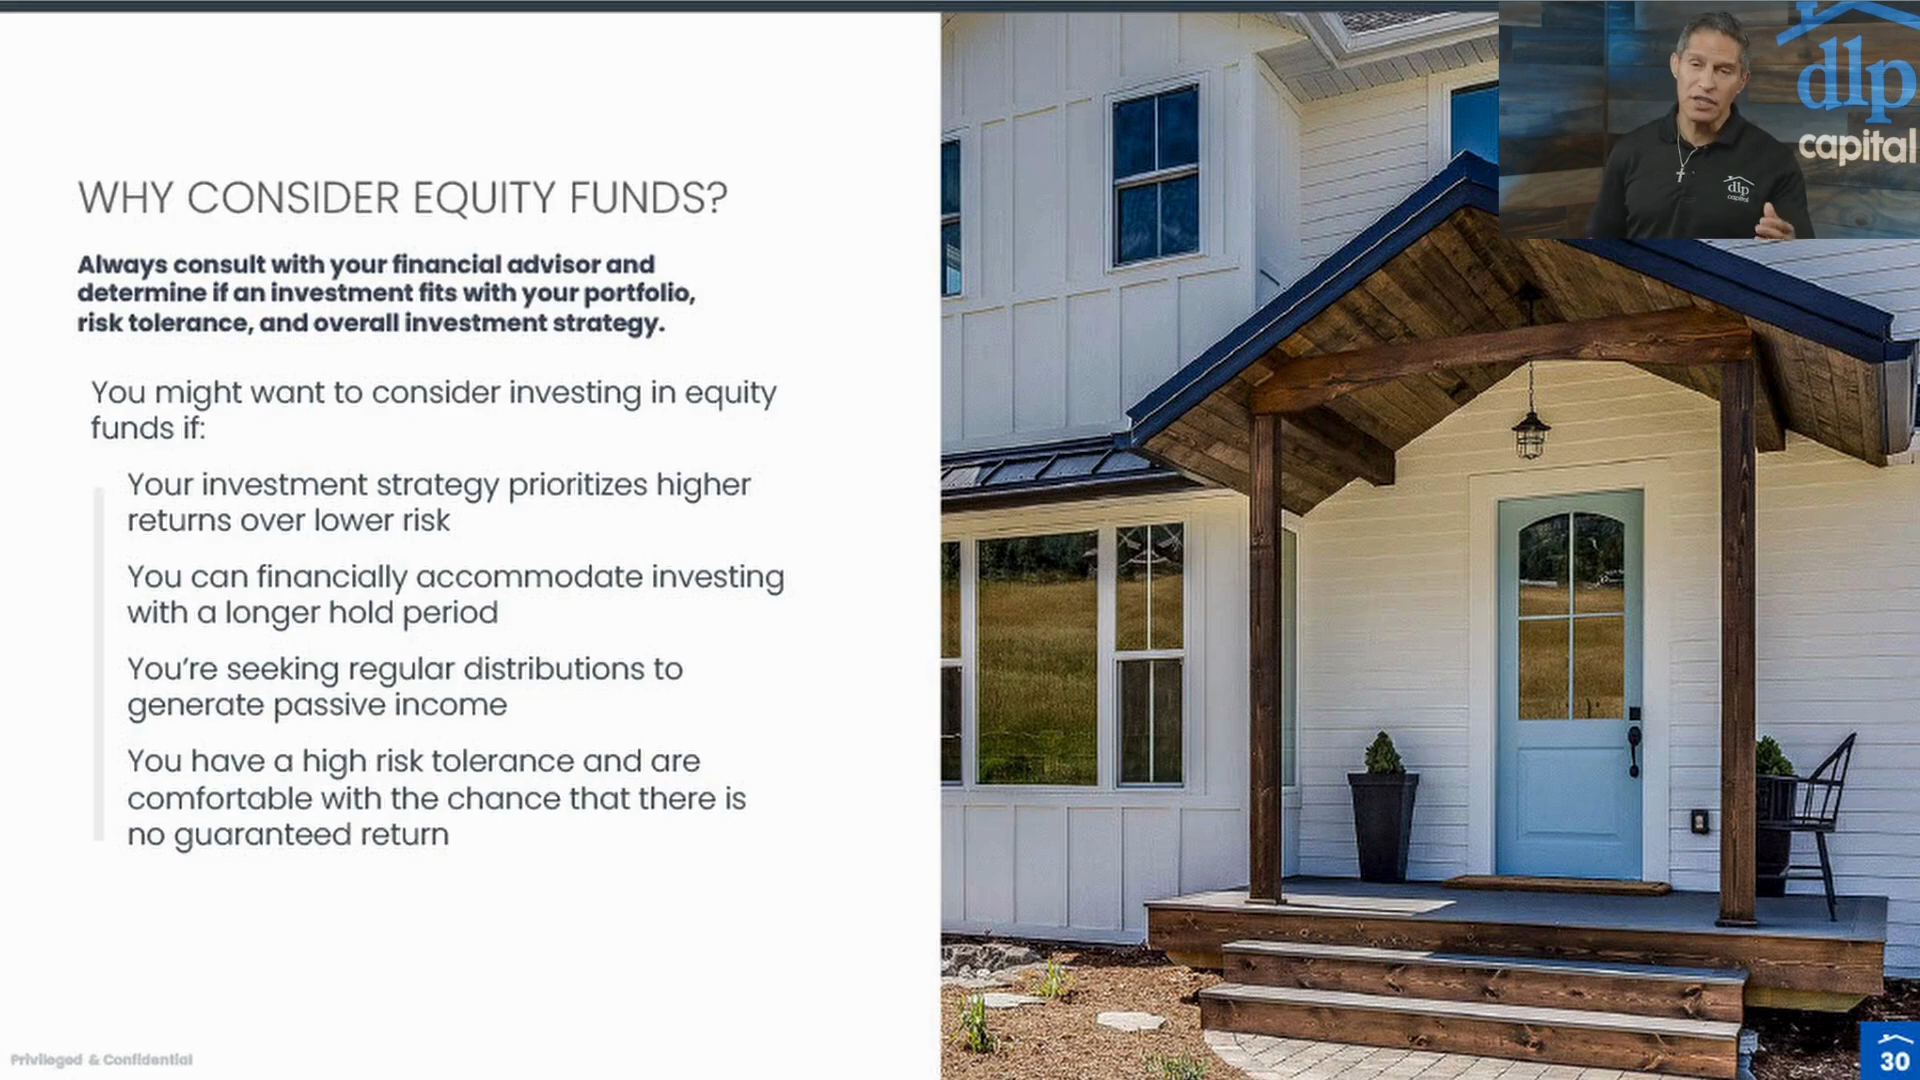 WHY CONSIDER EQUITY FUNDS?
Always consult with your financial advisor and
determine if an investment fits with your portfolio,
risk tolerance, and overall investment strategy.
You might want to consider investing in equity
funds if:
Your investment strategy prioritizes higher
returns over lower risk
You can financially accommodate investing
with a longer hold period
You're seeking regular distributions to
generate passive income
You have a high risk tolerance and are
comfortable with the chance that there is
no guaranteed return
Privileged & Confidential
dlp
capital
dlp
capital
30